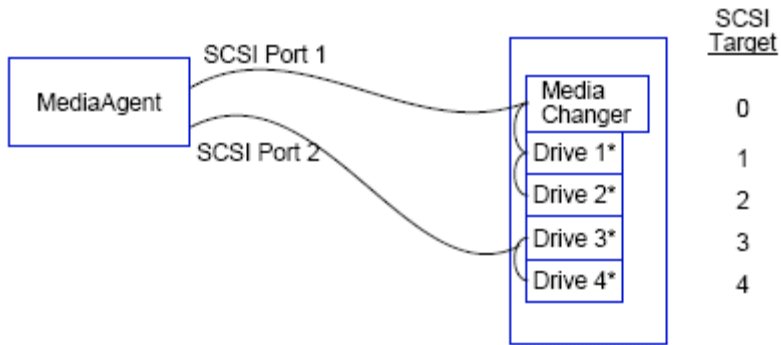 SCSI
Target
SCSI Port 1
MediaAgent
Media
Changer
0
SCSI Port 2
Drive 1*
1
Drive 2*
2
Drive 3*
3
Drive 4*
4